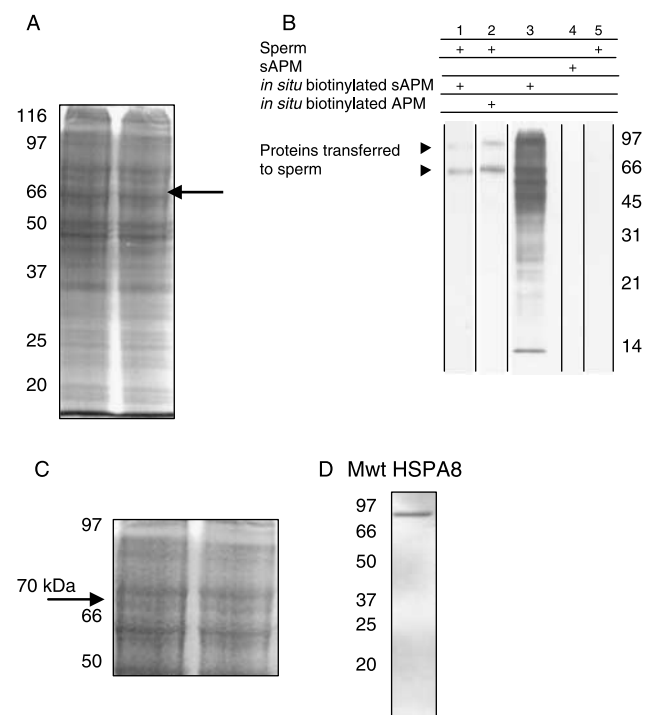 A
116
97
66
50
37
25
20
B
1 2 3 4 5
Sperm + + +
sAPM +
in situ biotinylated sAPM + +
in situ biotinylated APM +
Proteins transferred
to sperm
97
66
45
31
21
14
C
97
70 kDa
66
50
D Mwt HSPA8
97
66
50
37
25
20